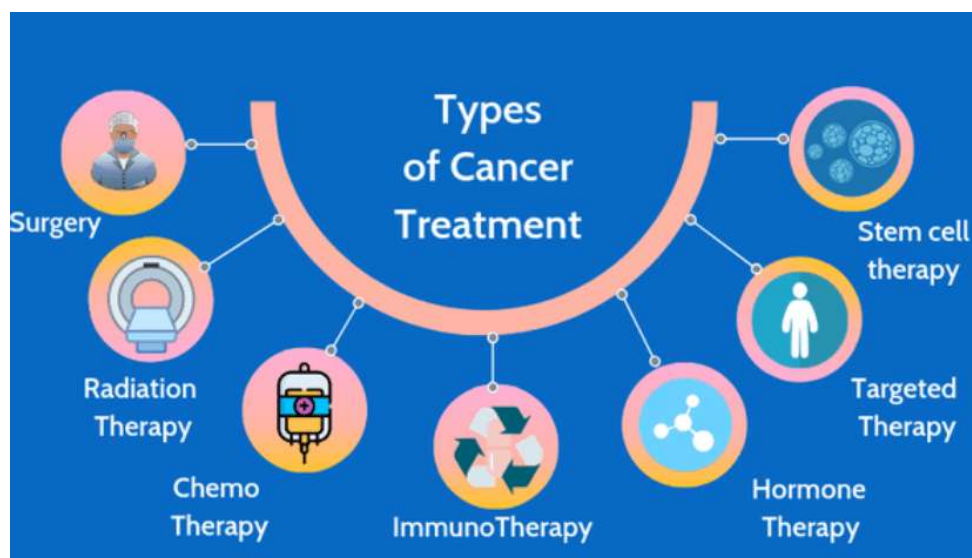 Types
of Cancer
Treatment
Surgery
Radiation
Therapy
Chemo
Therapy
ImmunoTherapy
Hormone
Therapy
Targeted
Therapy
Stem cell
therapy